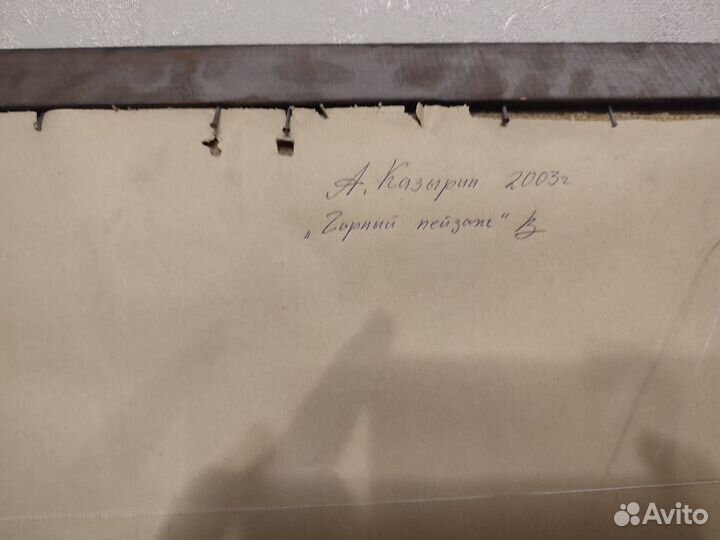 А. Казырин 2003г
„Горный пейзаж"
Avito